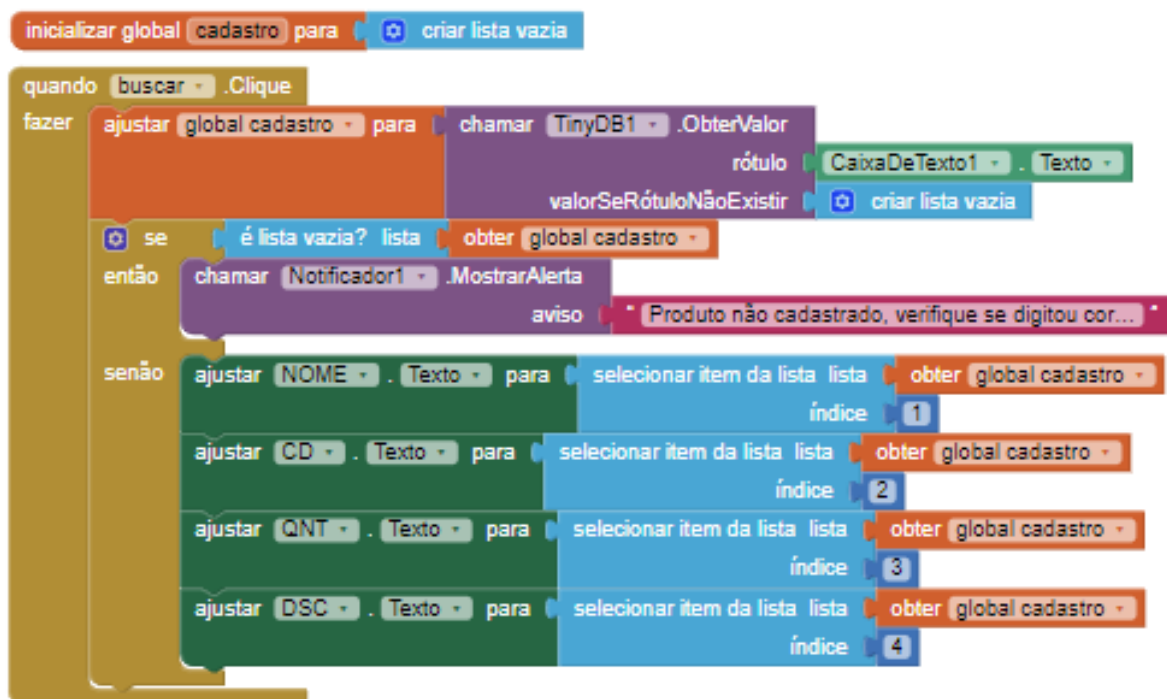 inicializar global cadastro para criar lista vazia
quando buscar .Clique
fazer ajustar global cadastro para chamar TinyDB1 .ObterValor
rótulo CaixaDeTexto1 . Texto
valorSeRótuloNãoExistir criar lista vazia
se é lista vazia? lista obter global cadastro
então chamar Notificador1 .MostrarAlerta
aviso " Produto não cadastrado, verifique se digitou cor... "
senão ajustar NOME . Texto para selecionar item da lista lista obter global cadastro
índice 1
ajustar CD . Texto para selecionar item da lista lista obter global cadastro
índice 2
ajustar QNT . Texto para selecionar item da lista lista obter global cadastro
índice 3
ajustar DSC . Texto para selecionar item da lista lista obter global cadastro
índice 4